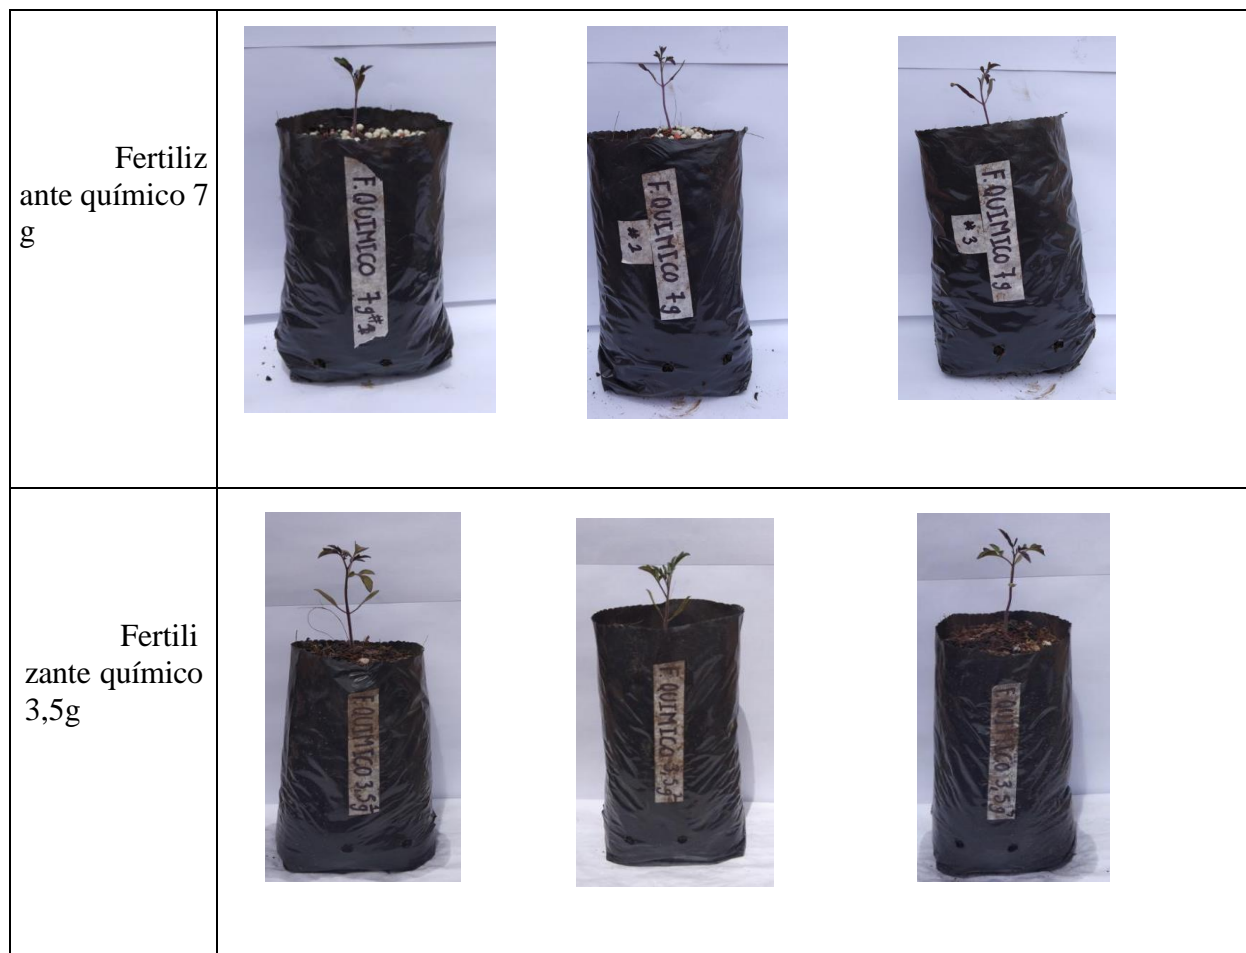 Fertiliz
ante químico 7
g
F.QUIMICO 7g#1
F.QUIMICO 7g
#2
F.QUIMICO 7g
#3
Fertili
zante químico
3,5g
F.QUIMICO 3,5g
F.QUIMICO 3,5g
F.QUIMICO 3,5g